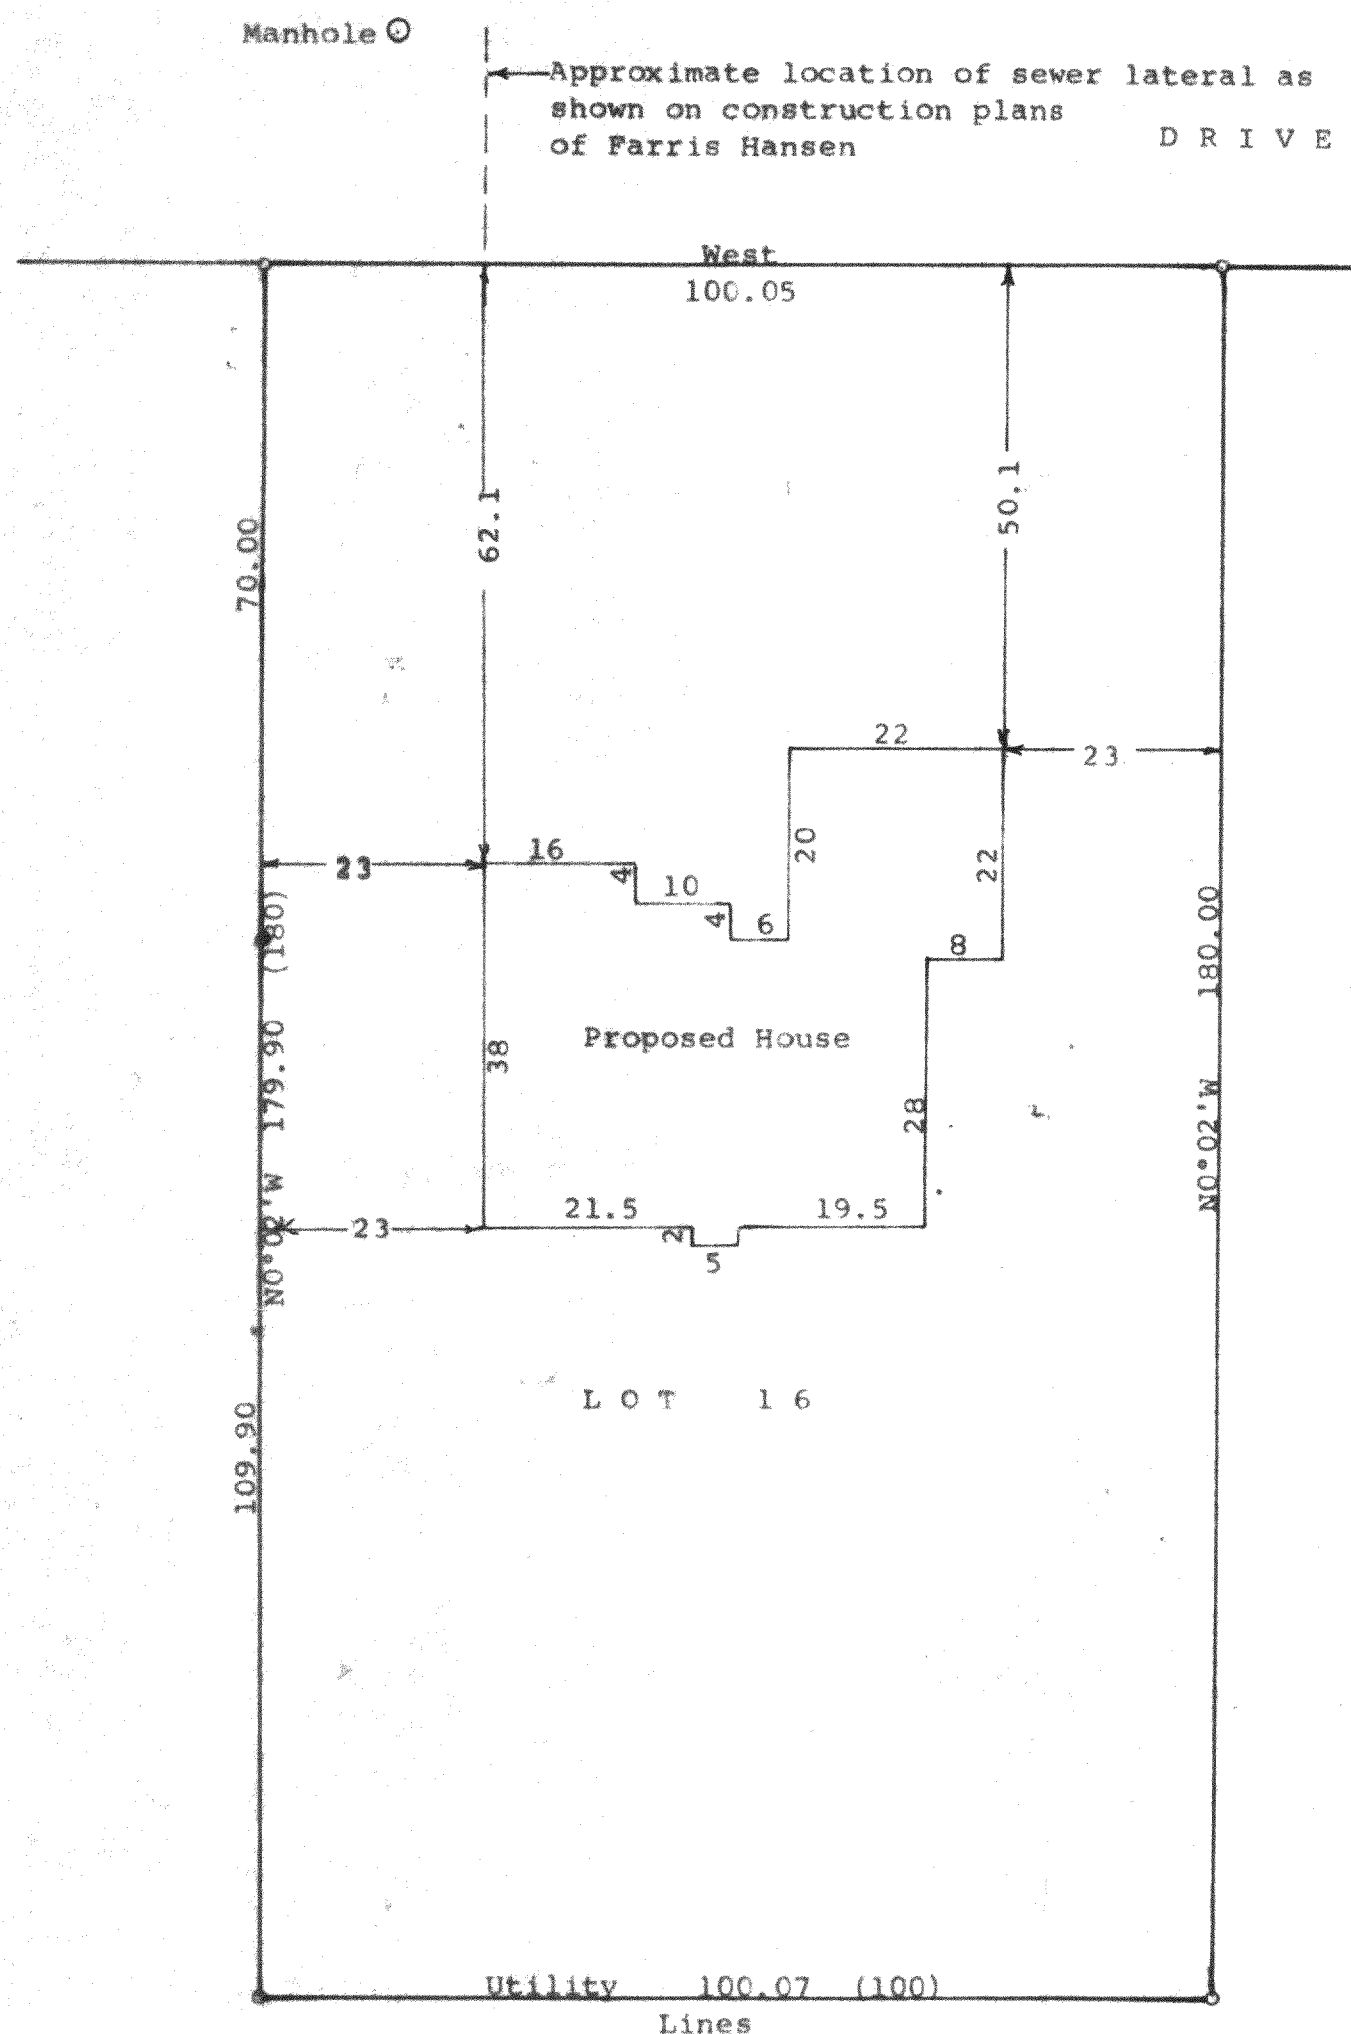 Manhole
Approximate location of sewer lateral as
shown on construction plans
of Farris Hansen
D R I V E
West
100.05
62.1
50.1
70.00
22
23
16
23
4
10
4
6
20
22
8
N0°02'W 179.90 (180)
N0°02'W 180.00
Proposed House
38
28
21.5
19.5
23
2
5
L O T 1 6
109.90
Utility 100.07 (100)
Lines